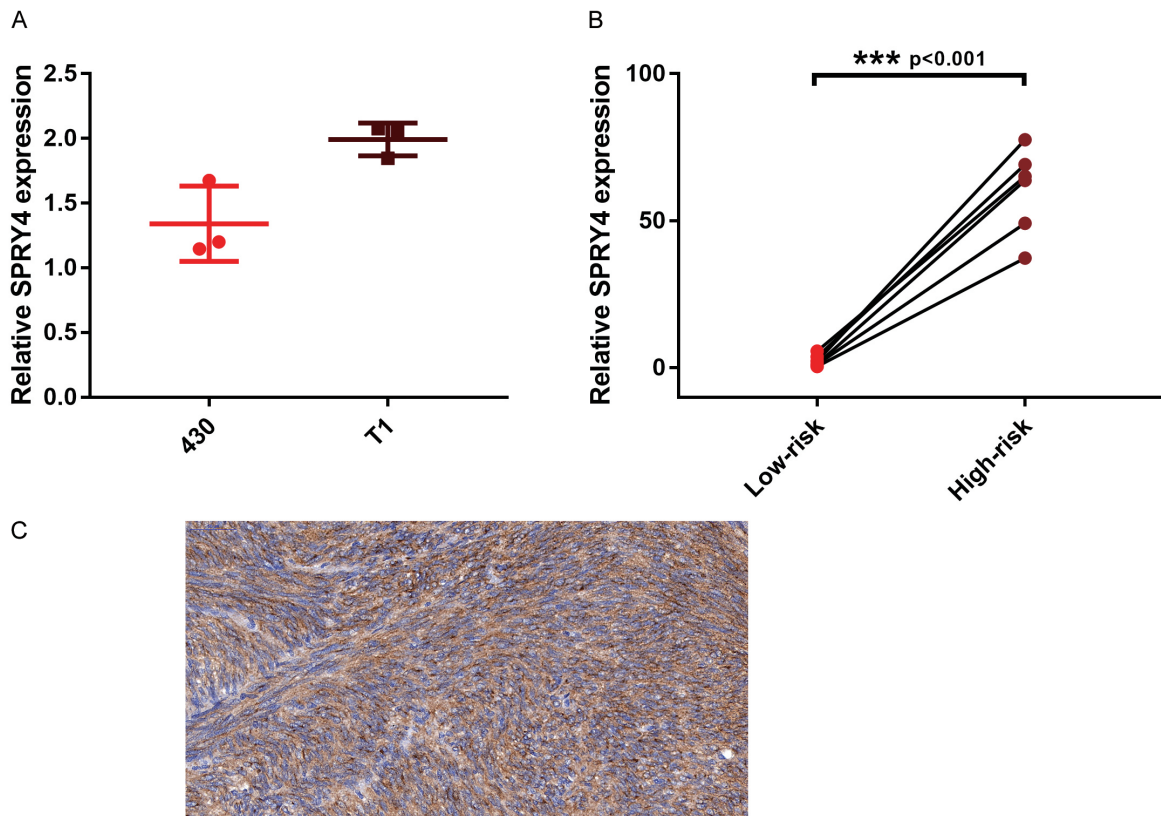 A
Relative SPRY4 expression
2.5
2.0
1.5
1.0
0.5
0.0
430
T1
B
*** p<0.001
Relative SPRY4 expression
100
50
0
Low-risk
High-risk
C